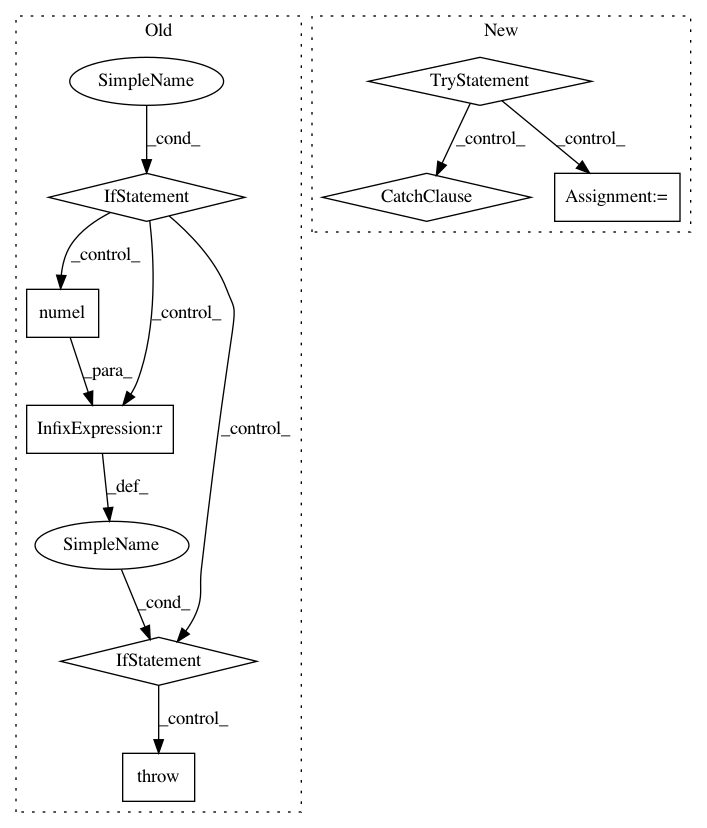 Old
New
SimpleName
TryStatement
_cond_
_control_
_control_
IfStatement
CatchClause
Assignment:=
_control_
_control_
numel
_para_
_control_
InfixExpression:r
_def_
SimpleName
_cond_
IfStatement
_control_
throw